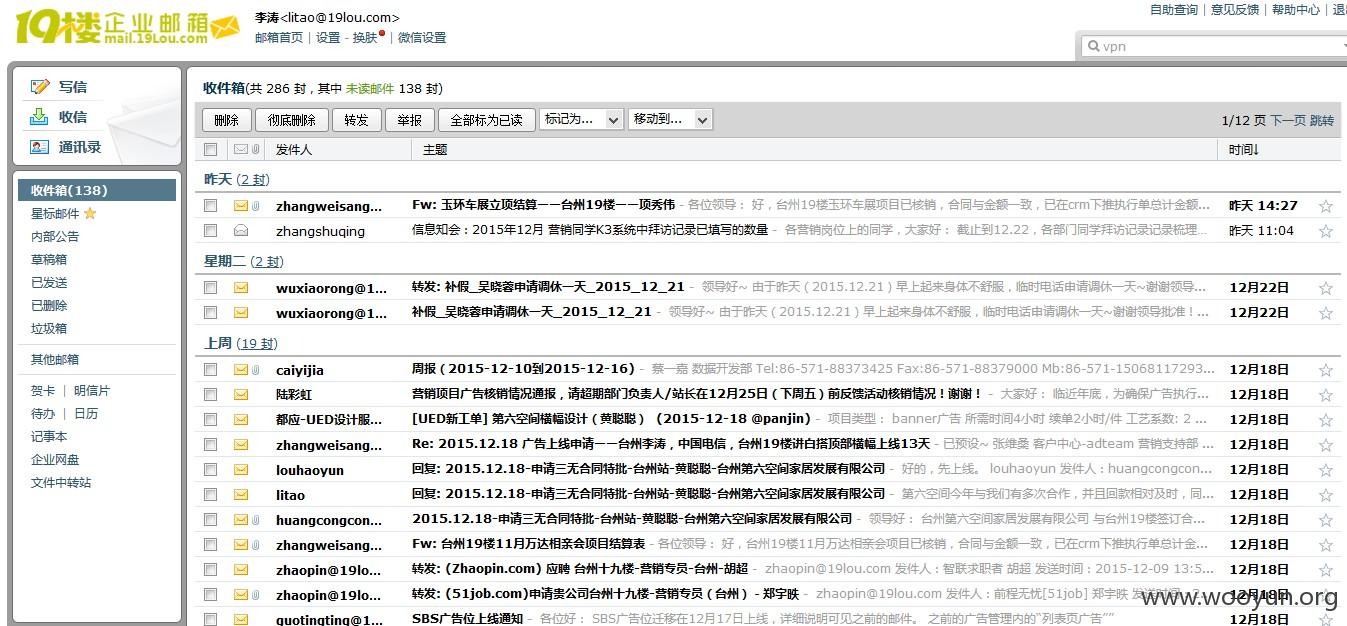 19楼企业邮箱 mail.19Lou.com
李涛<litao@19lou.com>
邮箱首页 | 设置 - 换肤 | 微信设置
自助查询 | 意见反馈 | 帮助中心 |
vpn
写信
收信
通讯录
收件箱(138)
星标邮件
内部公告
草稿箱
已发送
已删除
垃圾箱
其他邮箱
贺卡 | 明信片
待办 | 日历
记事本
企业网盘
文件中转站
收件箱(共 286 封，其中 未读邮件 138 封)
删除 彻底删除 转发 举报 全部标为已读 标记为... 移动到... 1/12 页 下一页 跳转
发件人 主题 时间↓
昨天 (2 封)
zhangweisang... Fw: 玉环车展立项结算——台州19楼——项秀伟 - 各位领导： 好，台州19楼玉环车展项目已核销，合同与金额一致，已在crm下推执行单总计金额... 昨天 14:27
zhangshuqing 信息知会：2015年12月 营销同学K3系统中拜访记录已填写的数量 - 各营销岗位上的同学，大家好： 截止到12.22，各部门同学拜访记录记录梳理... 昨天 11:04
星期二 (2 封)
wuxiaorong@1... 转发: 补假_吴晓蓉申请调休一天_2015_12_21 - 领导好~ 由于昨天（2015.12.21）早上起来身体不舒服，临时电话申请调休一天~谢谢领导... 12月22日
wuxiaorong@1... 补假_吴晓蓉申请调休一天_2015_12_21 - 领导好~ 由于昨天（2015.12.21）早上起来身体不舒服，临时电话申请调休一天~谢谢领导批准！... 12月22日
上周 (19 封)
caiyijia 周报（2015-12-10到2015-12-16） - 蔡一嘉 数据开发部 Tel:86-571-88373425 Fax:86-571-88379000 Mb:86-571-15068117293... 12月18日
陆彩虹 营销项目广告核销情况通报，请超期部门负责人/站长在12月25日（下周五）前反馈活动核销情况！谢谢！ - 大家好： 临近年底，为确保广告执行... 12月18日
都应-UED设计服... [UED新工单] 第六空间横幅设计（黄聪聪）（2015-12-18 @panjin） - 项目类型： banner广告 所需时间4小时 续单2小时/件 工艺系数: 2 ... 12月18日
zhangweisang... Re: 2015.12.18 广告上线申请——台州李涛，中国电信，台州19楼讲白搭顶部横幅上线13天 - 已预设~ 张维桑 客户中心-adteam 营销支持部 ... 12月18日
louhaoyun 回复: 2015.12.18-申请三无合同特批-台州站-黄聪聪-台州第六空间家居发展有限公司 - 好的，先上线。 louhaoyun 发件人：huangcongcon... 12月18日
litao 回复: 2015.12.18-申请三无合同特批-台州站-黄聪聪-台州第六空间家居发展有限公司 - 第六空间今年与我们有多次合作，并且回款相对及时，同... 12月18日
huangcongcon... 2015.12.18-申请三无合同特批-台州站-黄聪聪-台州第六空间家居发展有限公司 - 领导好： 台州第六空间家居发展有限公司 与台州19楼签订合... 12月18日
zhangweisang... Fw: 台州19楼11月万达相亲会项目结算表 - 各位领导： 好，台州19楼11月万达相亲会项目已核销，合同与金额一致，已在crm下推执行单总计金... 12月18日
zhaopin@19lo... 转发: (Zhaopin.com) 应聘 台州十九楼-营销专员-台州-胡超 - zhaopin@19lou.com 发件人：智联求职者 胡超 发送时间：2015-12-09 13:5... 12月18日
zhaopin@19lo... 转发: (51job.com)申请贵公司台州十九楼-营销专员（台州）－郑宇昳 - zhaopin@19lou.com 发件人：前程无忧[51job] 郑宇昳 发送时间：2... 12月18日
guotingting@1... SBS广告位上线通知 - 各位好： SBS广告位迁移在12月17日上线，详细说明可见之前的邮件。 之前的广告管理内的“列表页广告”” 12月18日
www.wooyun.org